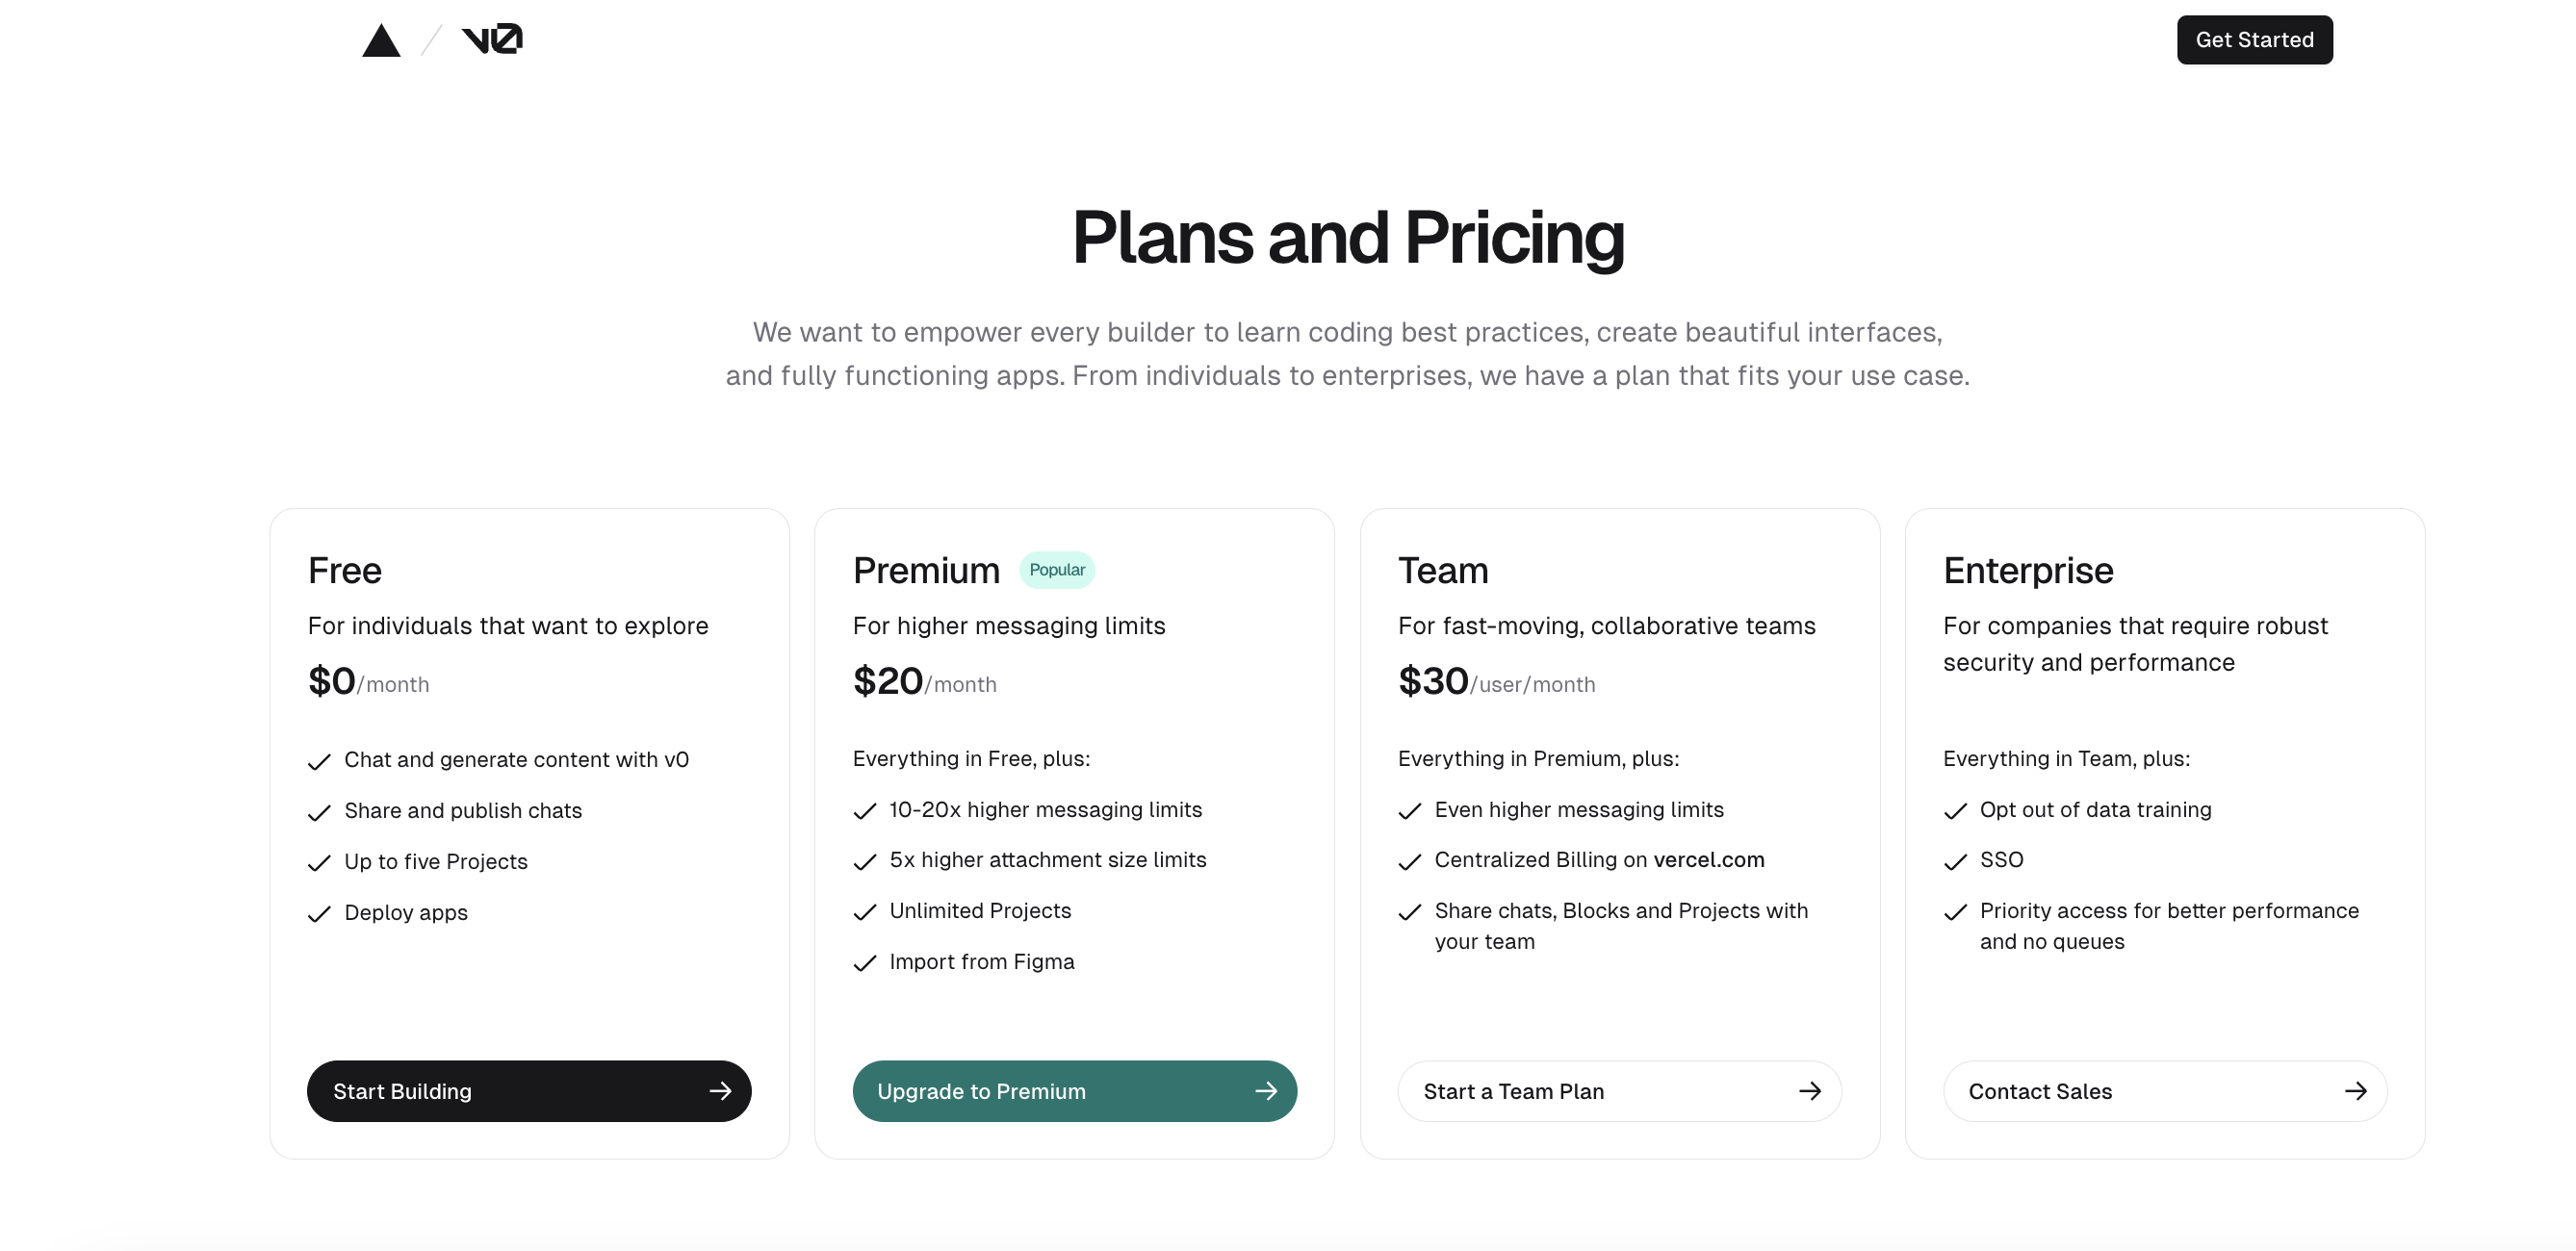 v0
Get Started
Plans and Pricing
We want to empower every builder to learn coding best practices, create beautiful interfaces,
and fully functioning apps. From individuals to enterprises, we have a plan that fits your use case.
Free
For individuals that want to explore
$0/month
Chat and generate content with v0
Share and publish chats
Up to five Projects
Deploy apps
Start Building
Premium Popular
For higher messaging limits
$20/month
Everything in Free, plus:
10-20x higher messaging limits
5x higher attachment size limits
Unlimited Projects
Import from Figma
Upgrade to Premium
Team
For fast-moving, collaborative teams
$30/user/month
Everything in Premium, plus:
Even higher messaging limits
Centralized Billing on vercel.com
Share chats, Blocks and Projects with
your team
Start a Team Plan
Enterprise
For companies that require robust
security and performance
Everything in Team, plus:
Opt out of data training
SSO
Priority access for better performance
and no queues
Contact Sales